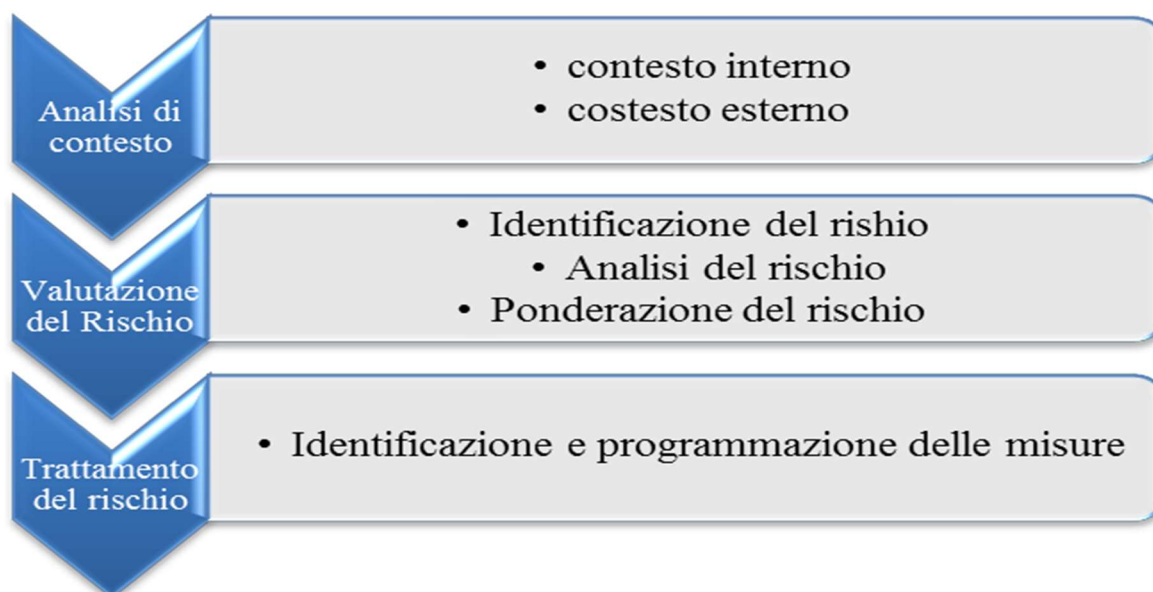 Analisi di
contesto
• contesto interno
• costesto esterno
Valutazione
del Rischio
• Identificazione del rishio
• Analisi del rischio
• Ponderazione del rischio
Trattamento
del rischio
• Identificazione e programmazione delle misure